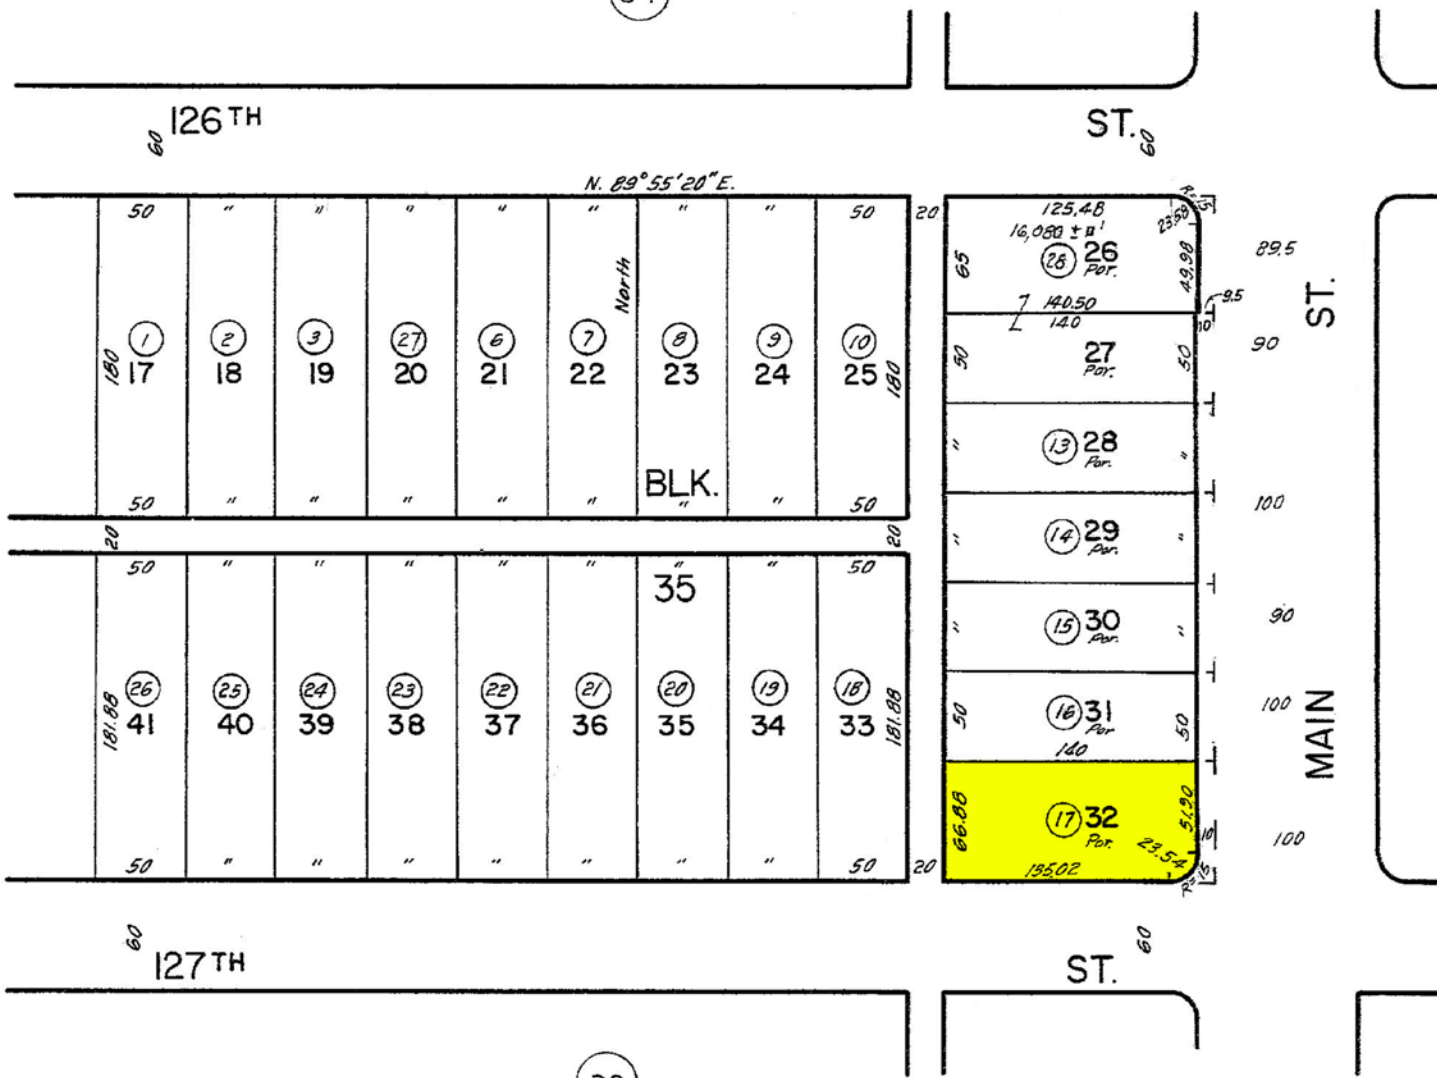 126TH ST.
60 60
N. 89°55'20"E.
50 " " " " " " " 50 20
125.48
23.58
16,080 ± □'
65 28 26 49.98 89.5
Por.
North
140.50 9.5
140 10
ST.
1 2 3 27 6 7 8 9 10
180 17 18 19 20 21 22 23 24 25 180
50 27 50 90
Por.
" 13 28 "
Por.
BLK.
50 " " " " " " " 50
100
20 20
" 14 29 "
Por.
50 " " " " " " " 50
35
" 15 30 " 90
Por.
26 25 24 23 22 21 20 19 18
181.88 41 40 39 38 37 36 35 34 33 181.88
50 16 31 50 100
Por
140
MAIN
66.88 17 32 51.90
Por.
10 100
23.54
50 " " " " " " " 50 20
135.02
R=15
60 60
127TH ST.